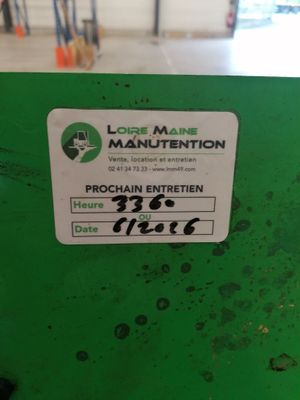 LOIRE MAINE
MANUTENTION
Vente, location et entretien
02 41 34 73 33 - www.lmm49.com
PROCHAIN ENTRETIEN
Heure 3360
OU
Date 6/2026